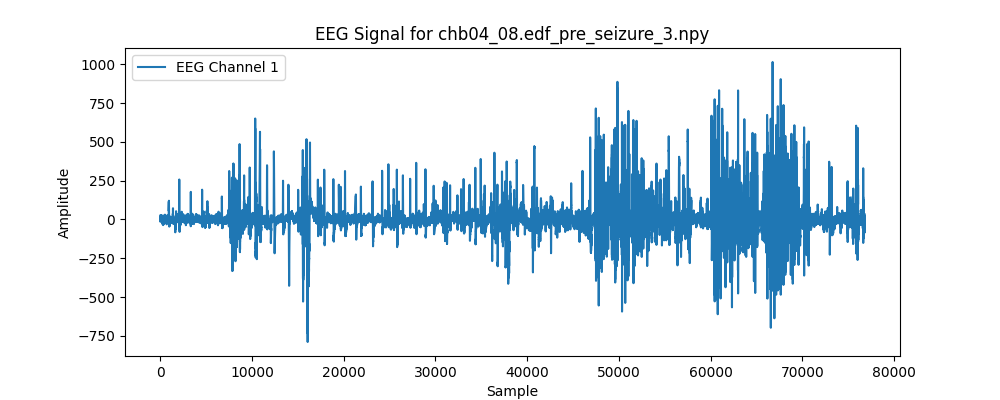 EEG Signal for chb04_08.edf_pre_seizure_3.npy
EEG Channel 1
1000
750
500
250
0
−250
−500
−750
Amplitude
0 10000 20000 30000 40000 50000 60000 70000 80000
Sample